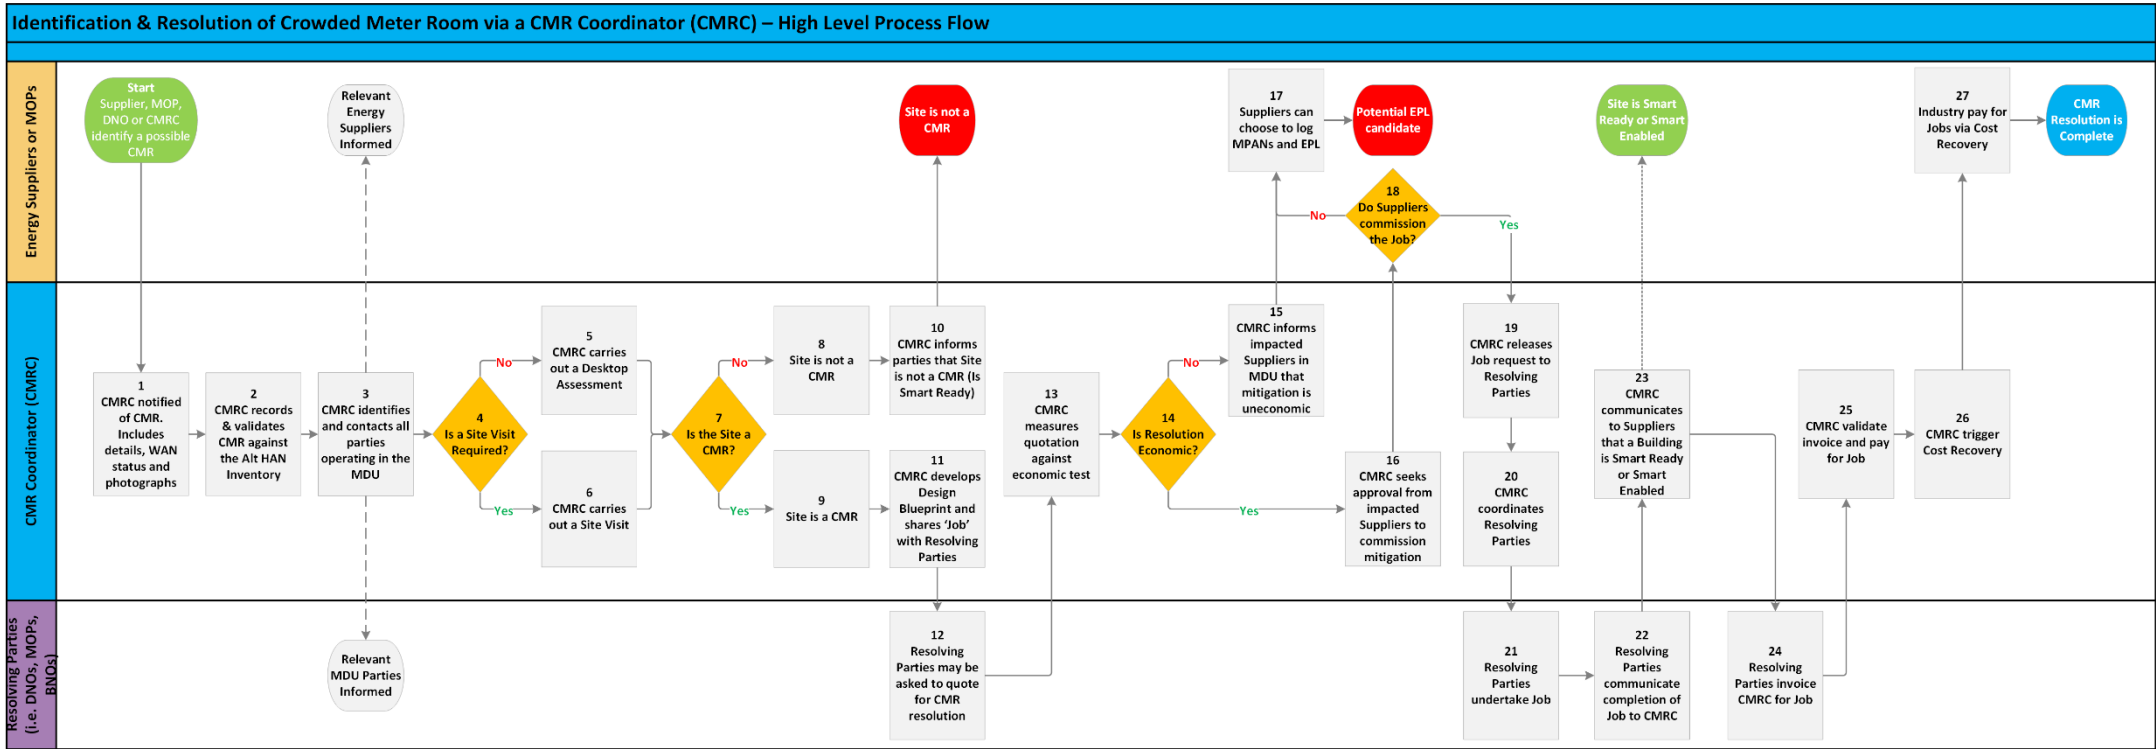 Identification & Resolution of Crowded Meter Room via a CMR Coordinator (CMRC) – High Level Process Flow
Energy Suppliers or MOPs
Start
Supplier, MOP,
DNO or CMRC
identify a possible
CMR
Relevant
Energy
Suppliers
Informed
Site is not a
CMR
17
Suppliers can
choose to log
MPANs and EPL
Potential EPL
candidate
18
Do Suppliers
commission
the Job?
No
Yes
Site is Smart
Ready or Smart
Enabled
27
Industry pay for
Jobs via Cost
Recovery
CMR
Resolution is
Complete
CMR Coordinator (CMRC)
1
CMRC notified
of CMR.
Includes
details, WAN
status and
photographs
2
CMRC records
& validates
CMR against
the Alt HAN
Inventory
3
CMRC identifies
and contacts all
parties
operating in the
MDU
4
Is a Site Visit
Required?
No
Yes
5
CMRC carries
out a Desktop
Assessment
6
CMRC carries
out a Site Visit
7
Is the Site a
CMR?
No
Yes
8
Site is not a
CMR
9
Site is a CMR
10
CMRC informs
parties that Site
is not a CMR (Is
Smart Ready)
11
CMRC develops
Design
Blueprint and
shares ‘Job’
with Resolving
Parties
13
CMRC
measures
quotation
against
economic test
14
Is Resolution
Economic?
No
Yes
15
CMRC informs
impacted
Suppliers in
MDU that
mitigation is
uneconomic
16
CMRC seeks
approval from
impacted
Suppliers to
commission
mitigation
19
CMRC releases
Job request to
Resolving
Parties
20
CMRC
coordinates
Resolving
Parties
23
CMRC
communicates
to Suppliers
that a Building
is Smart Ready
or Smart
Enabled
25
CMRC validate
invoice and pay
for Job
26
CMRC trigger
Cost Recovery
Resolving Parties
(i.e. DNOs, MOPs,
BNOs)
Relevant
MDU Parties
Informed
12
Resolving
Parties may be
asked to quote
for CMR
resolution
21
Resolving
Parties
undertake Job
22
Resolving
Parties
communicate
completion of
Job to CMRC
24
Resolving
Parties invoice
CMRC for Job